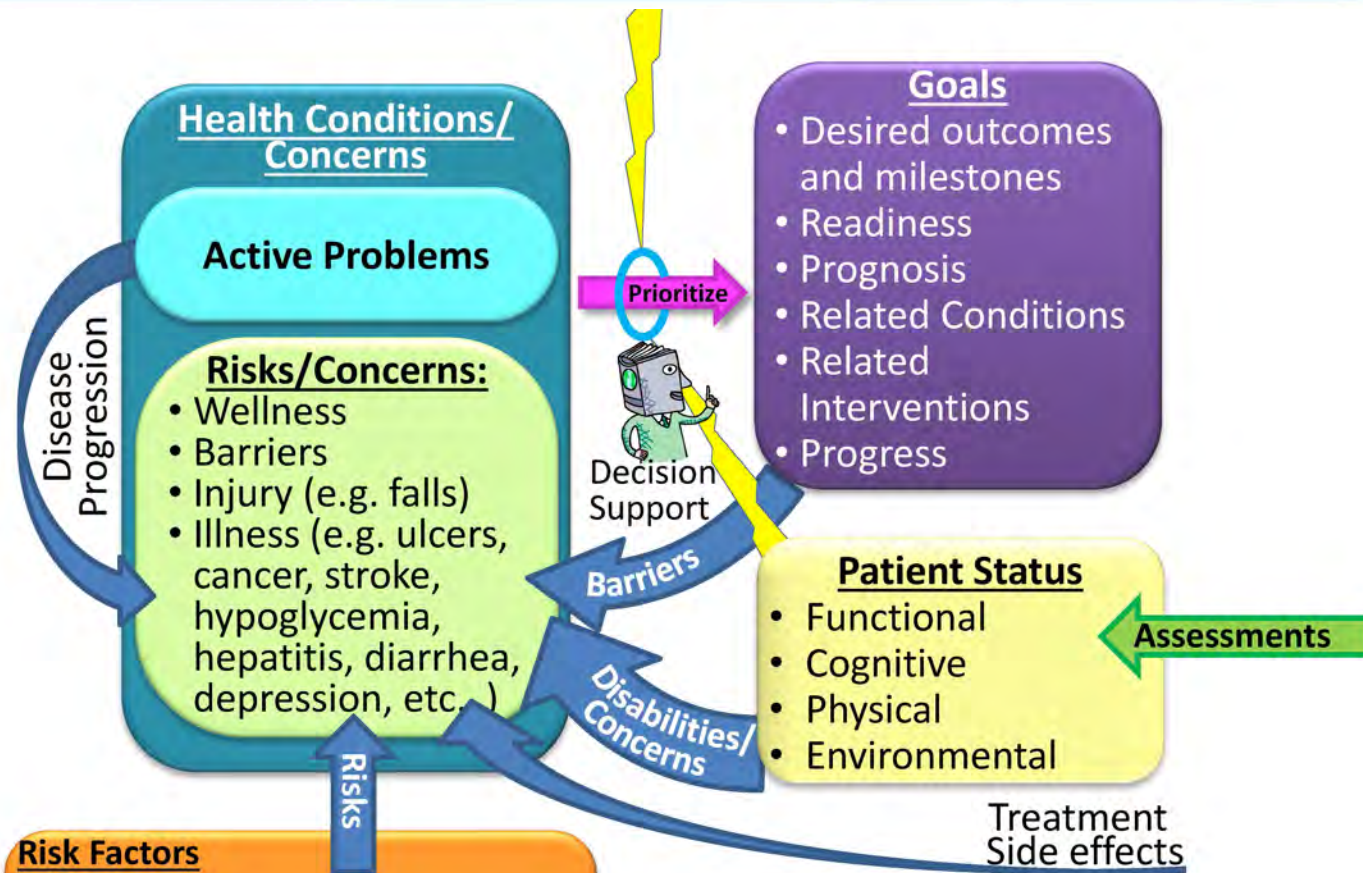 Health Conditions/
Concerns
Active Problems
Disease
Progression
Risks/Concerns:
• Wellness
• Barriers
• Injury (e.g. falls)
• Illness (e.g. ulcers,
cancer, stroke,
hypoglycemia,
hepatitis, diarrhea,
depression, etc...)
Prioritize
Decision
Support
Goals
• Desired outcomes
and milestones
• Readiness
• Prognosis
• Related Conditions
• Related
Interventions
• Progress
Barriers
Patient Status
• Functional
• Cognitive
• Physical
• Environmental
Assessments
Disabilities/
Concerns
Risks
Treatment
Side effects
Risk Factors